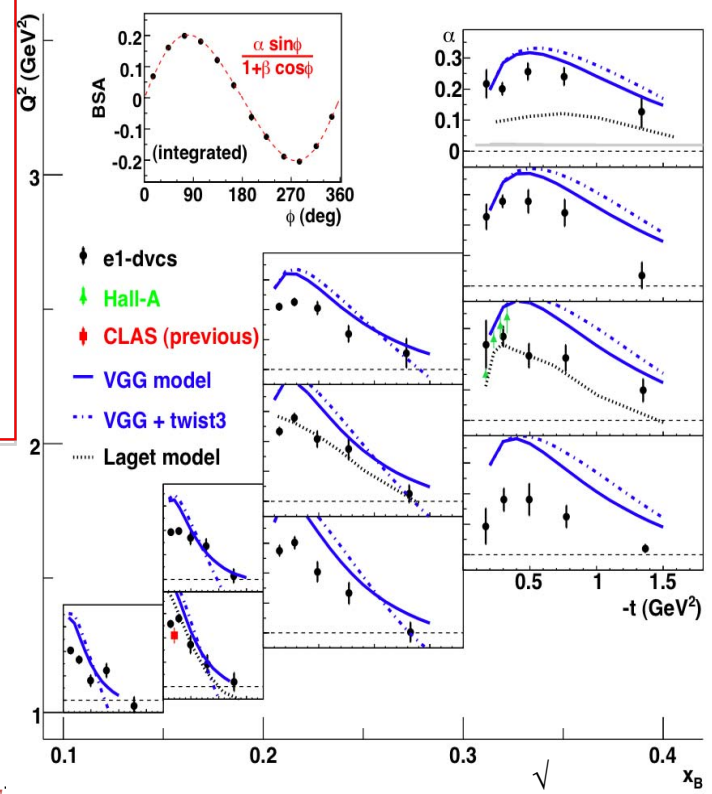 Q² (GeV²)
3
2
1
0.1
0.2
0.3
0.4
x_B
√
BSA
0.2
0.1
0
-0.1
-0.2
α sinϕ
1+β cosϕ
(integrated)
0
90
180
270
360
ϕ (deg)
e1-dvcs
Hall-A
CLAS (previous)
VGG model
VGG + twist3
Laget model
α
0.3
0.2
0.1
0
0.5
1
1.5
-t (GeV²)